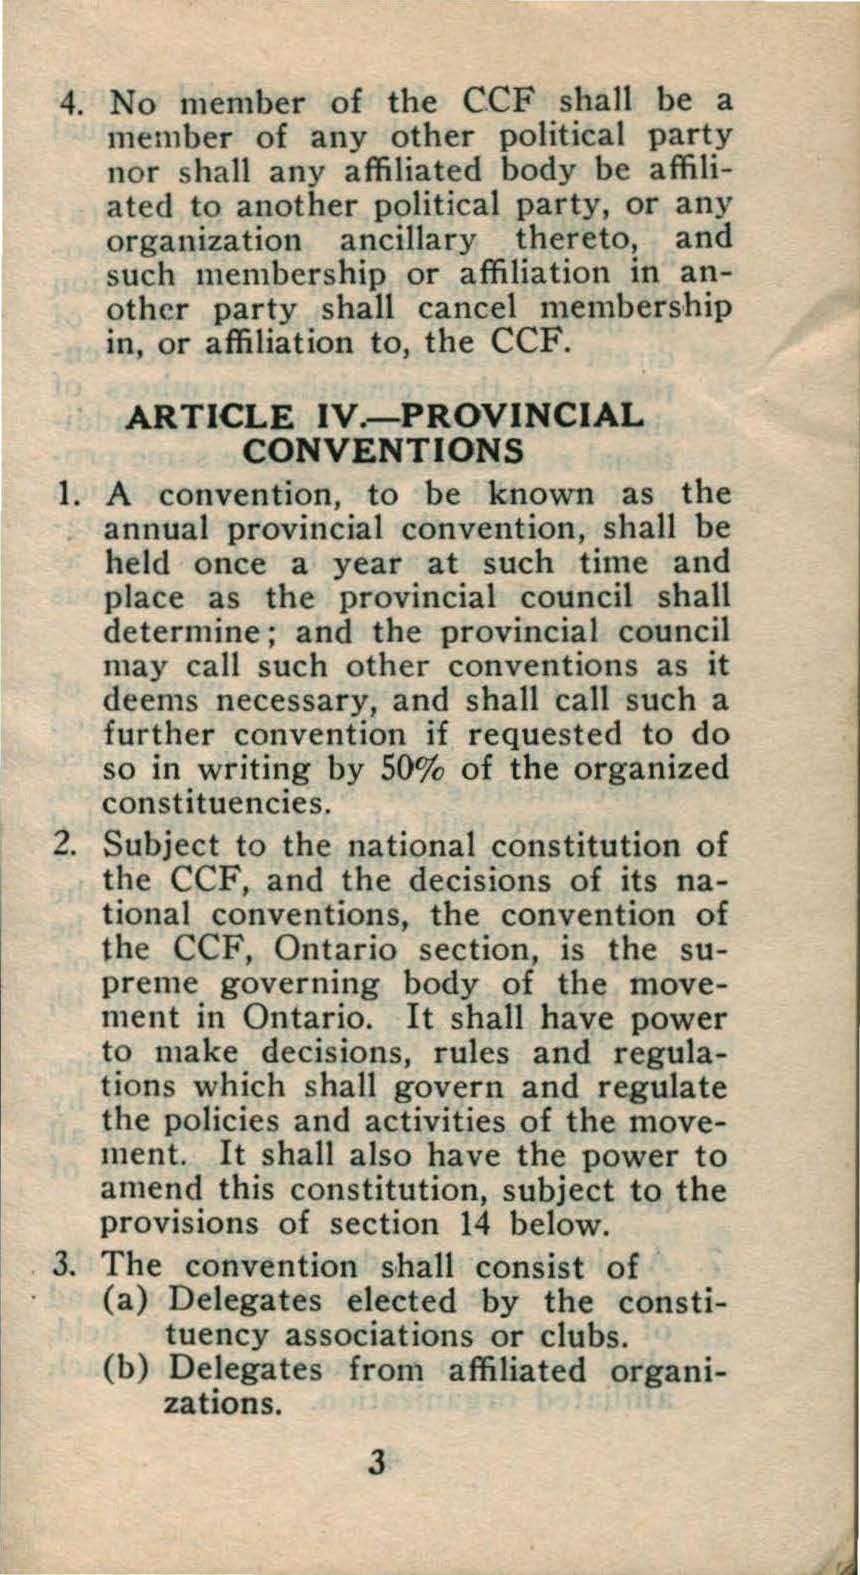 4. No member of the CCF shall be a
member of any other political party
nor shall any affiliated body be affili-
ated to another political party, or any
organization ancillary thereto, and
such membership or affiliation in an-
other party shall cancel membership
in, or affiliation to, the CCF.
ARTICLE IV.—PROVINCIAL
CONVENTIONS
1. A convention, to be known as the
annual provincial convention, shall be
held once a year at such time and
place as the provincial council shall
determine; and the provincial council
may call such other conventions as it
deems necessary, and shall call such a
further convention if requested to do
so in writing by 50% of the organized
constituencies.
2. Subject to the national constitution of
the CCF, and the decisions of its na-
tional conventions, the convention of
the CCF, Ontario section, is the su-
preme governing body of the move-
ment in Ontario. It shall have power
to make decisions, rules and regula-
tions which shall govern and regulate
the policies and activities of the move-
ment. It shall also have the power to
amend this constitution, subject to the
provisions of section 14 below.
3. The convention shall consist of
(a) Delegates elected by the consti-
tuency associations or clubs.
(b) Delegates from affiliated organi-
zations.
3